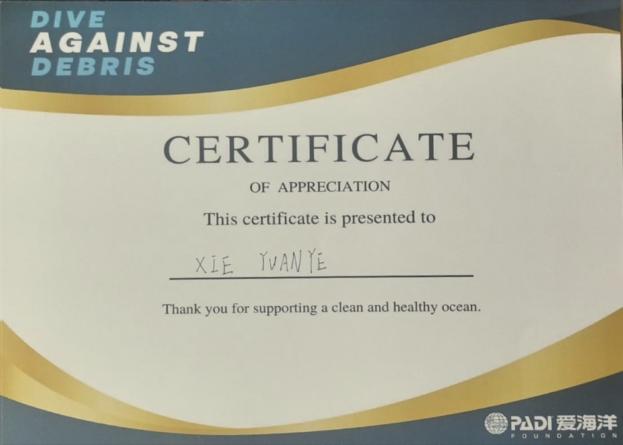 DIVE
AGAINST
DEBRIS
CERTIFICATE
OF APPRECIATION
This certificate is presented to
XIE YUANYE
Thank you for supporting a clean and healthy ocean.
PADI 爱海洋
FOUNDATION